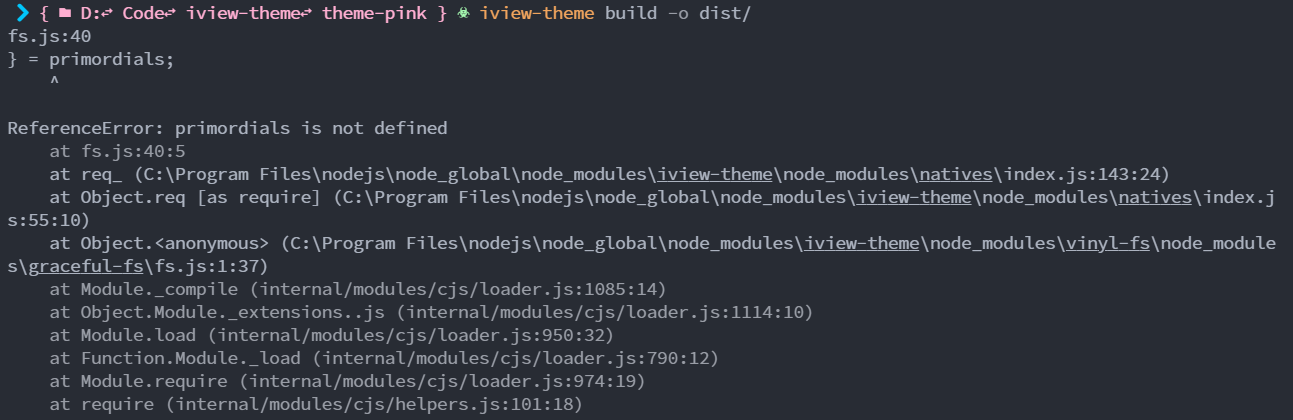 ❯ { D: Code iview-theme theme-pink } iview-theme build -o dist/
fs.js:40
} = primordials;
    ^
ReferenceError: primordials is not defined
    at fs.js:40:5
    at req_ (C:\Program Files\nodejs\node_global\node_modules\iview-theme\node_modules\natives\index.js:143:24)
    at Object.req [as require] (C:\Program Files\nodejs\node_global\node_modules\iview-theme\node_modules\natives\index.j
s:55:10)
    at Object.<anonymous> (C:\Program Files\nodejs\node_global\node_modules\iview-theme\node_modules\vinyl-fs\node_module
s\graceful-fs\fs.js:1:37)
    at Module._compile (internal/modules/cjs/loader.js:1085:14)
    at Object.Module._extensions..js (internal/modules/cjs/loader.js:1114:10)
    at Module.load (internal/modules/cjs/loader.js:950:32)
    at Function.Module._load (internal/modules/cjs/loader.js:790:12)
    at Module.require (internal/modules/cjs/loader.js:974:19)
    at require (internal/modules/cjs/helpers.js:101:18)